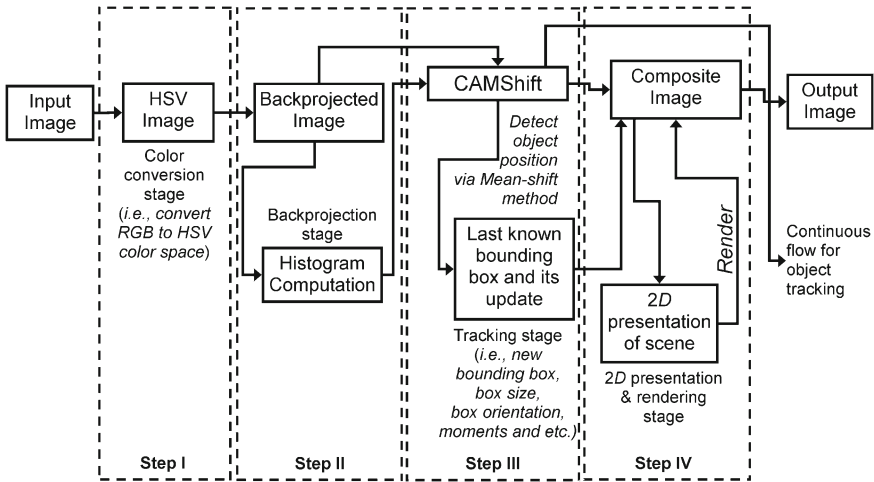 Input
Image
HSV
Image
Color
conversion
stage
(i.e., convert
RGB to HSV
color space)
Step I
Backprojected
Image
Backprojection
stage
Histogram
Computation
Step II
CAMShift
Detect
object
position
via Mean-shift
method
Last known
bounding
box and its
update
Tracking stage
(i.e., new
bounding box,
box size,
box orientation,
moments and etc.)
Step III
Composite
Image
Render
2D
presentation
of scene
2D presentation
& rendering
stage
Step IV
Output
Image
Continuous
flow for
object
tracking